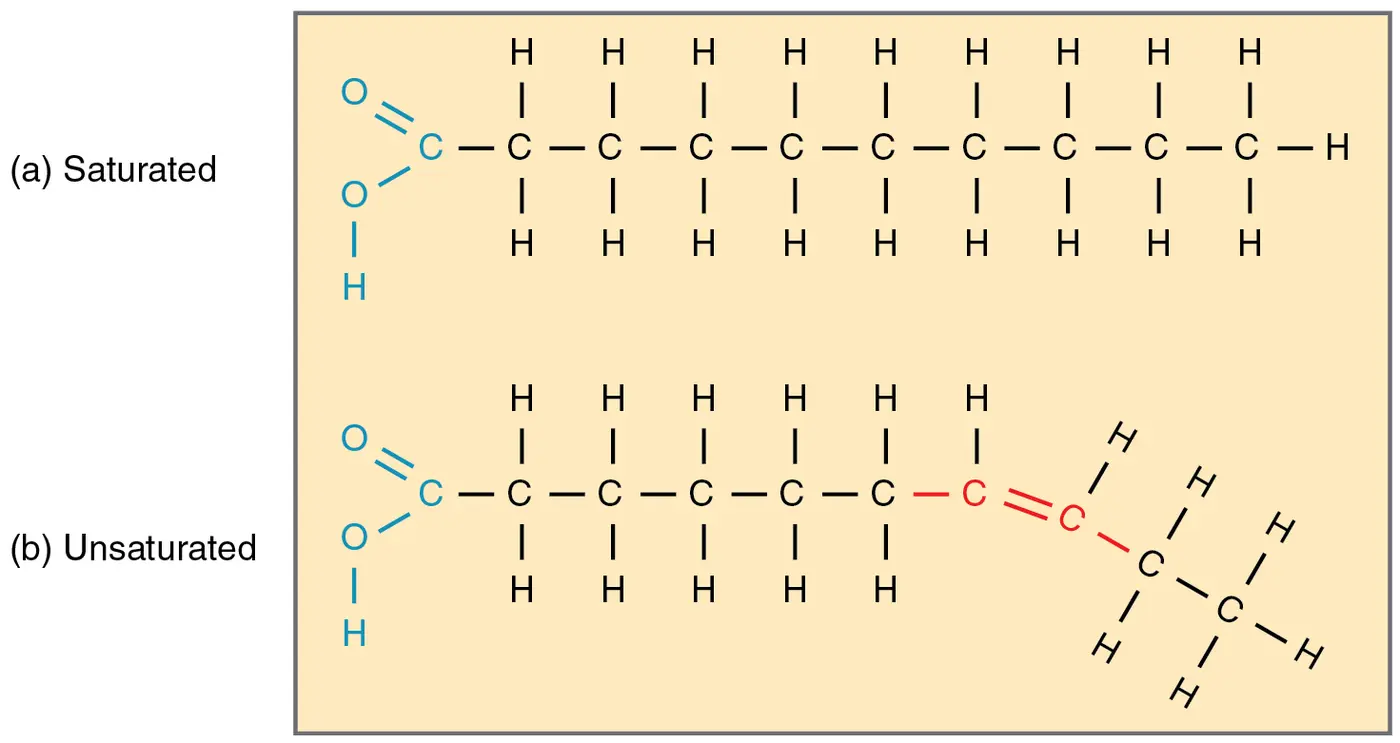 H H H H H H H H H
O
(a) Saturated
C C C C C C C C C C H
O
H H H H H H H H H
H
H H H H H H
O H
C C C C C C C H
O C H
(b) Unsaturated
C
H H H H H C
H H H
H